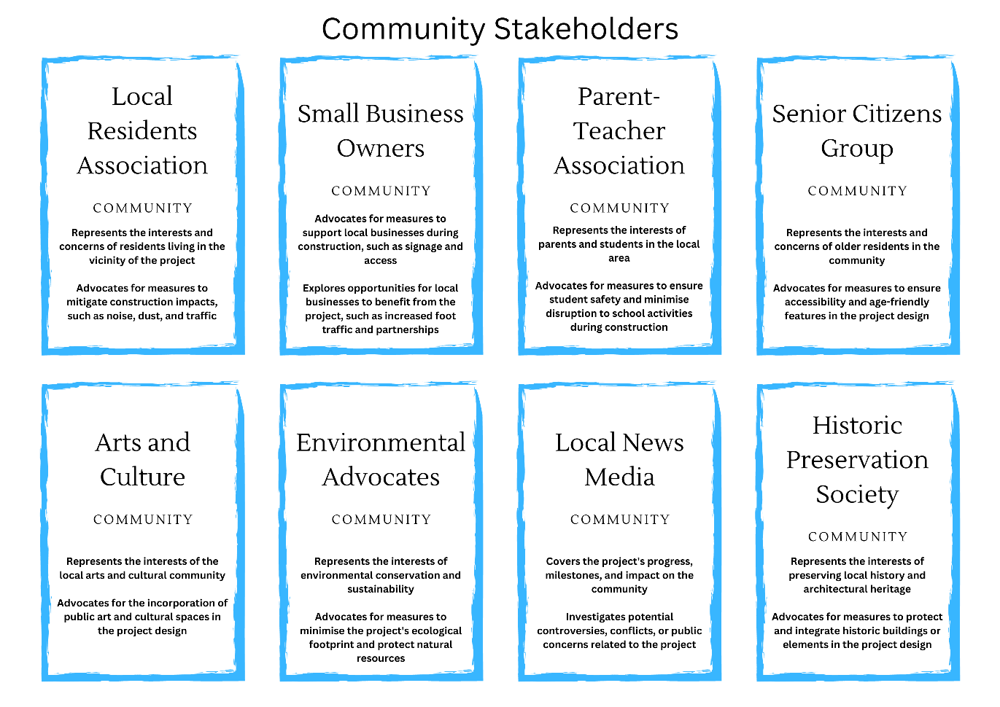 Community Stakeholders
Local
Residents
Association
COMMUNITY
Represents the interests and
concerns of residents living in the
vicinity of the project
Advocates for measures to
mitigate construction impacts,
such as noise, dust, and traffic
Small Business
Owners
COMMUNITY
Advocates for measures to
support local businesses during
construction, such as signage and
access
Explores opportunities for local
businesses to benefit from the
project, such as increased foot
traffic and partnerships
Parent-
Teacher
Association
COMMUNITY
Represents the interests of
parents and students in the local
area
Advocates for measures to ensure
student safety and minimise
disruption to school activities
during construction
Senior Citizens
Group
COMMUNITY
Represents the interests and
concerns of older residents in the
community
Advocates for measures to ensure
accessibility and age-friendly
features in the project design
Arts and
Culture
COMMUNITY
Represents the interests of the
local arts and cultural community
Advocates for the incorporation of
public art and cultural spaces in
the project design
Environmental
Advocates
COMMUNITY
Represents the interests of
environmental conservation and
sustainability
Advocates for measures to
minimise the project's ecological
footprint and protect natural
resources
Local News
Media
COMMUNITY
Covers the project's progress,
milestones, and impact on the
community
Investigates potential
controversies, conflicts, or public
concerns related to the project
Historic
Preservation
Society
COMMUNITY
Represents the interests of
preserving local history and
architectural heritage
Advocates for measures to protect
and integrate historic buildings or
elements in the project design